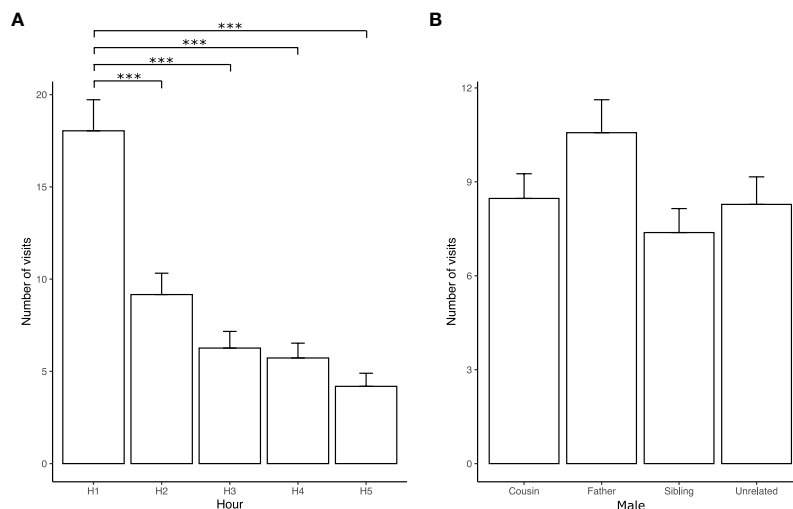 A
***
***
***
***
Number of visits
20
15
10
5
0
H1 H2 H3 H4 H5
Hour
B
Number of visits
12
9
6
3
0
Cousin Father Sibling Unrelated
Male